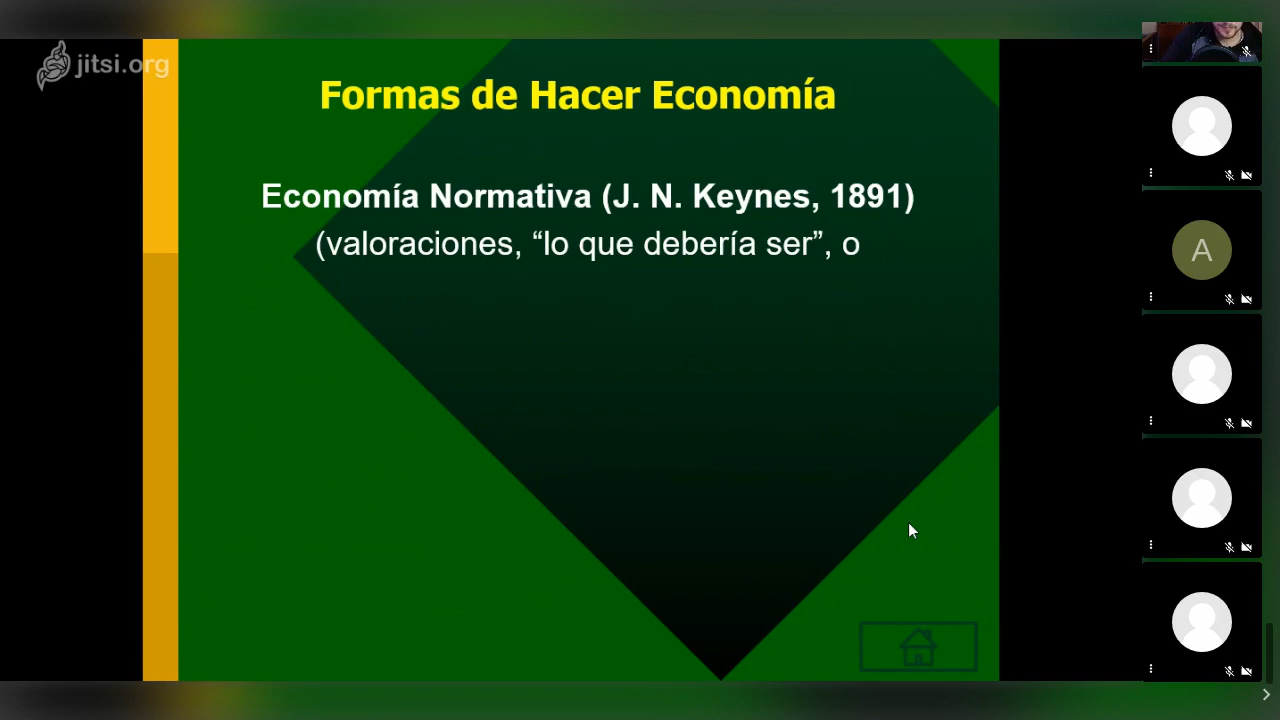 jitsi.org
Formas de Hacer Economía
Economía Normativa (J. N. Keynes, 1891)
(valoraciones, “lo que debería ser”, o
A